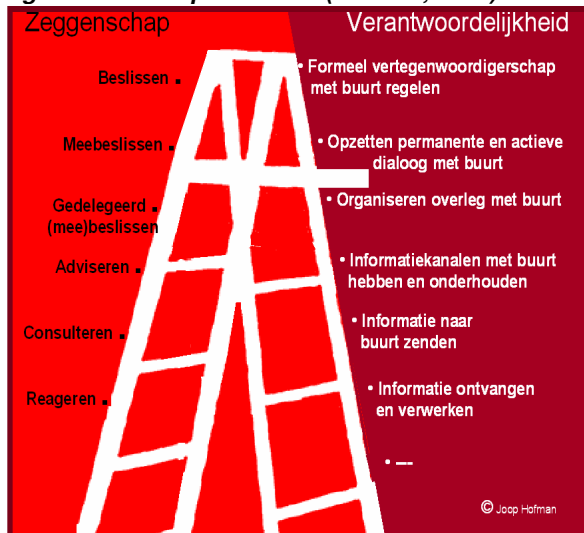 Zeggenschap
Verantwoordelijkheid
Beslissen
Meebeslissen
Gedelegeerd
(mee)beslissen
Adviseren
Consulteren
Reageren
• Formeel vertegenwoordigerschap
met buurt regelen
• Opzetten permanente en actieve
dialoog met buurt
• Organiseren overleg met buurt
• Informatiekanalen met buurt
hebben en onderhouden
• Informatie naar
buurt zenden
• Informatie ontvangen
en verwerken
• ---
© Joop Hofman